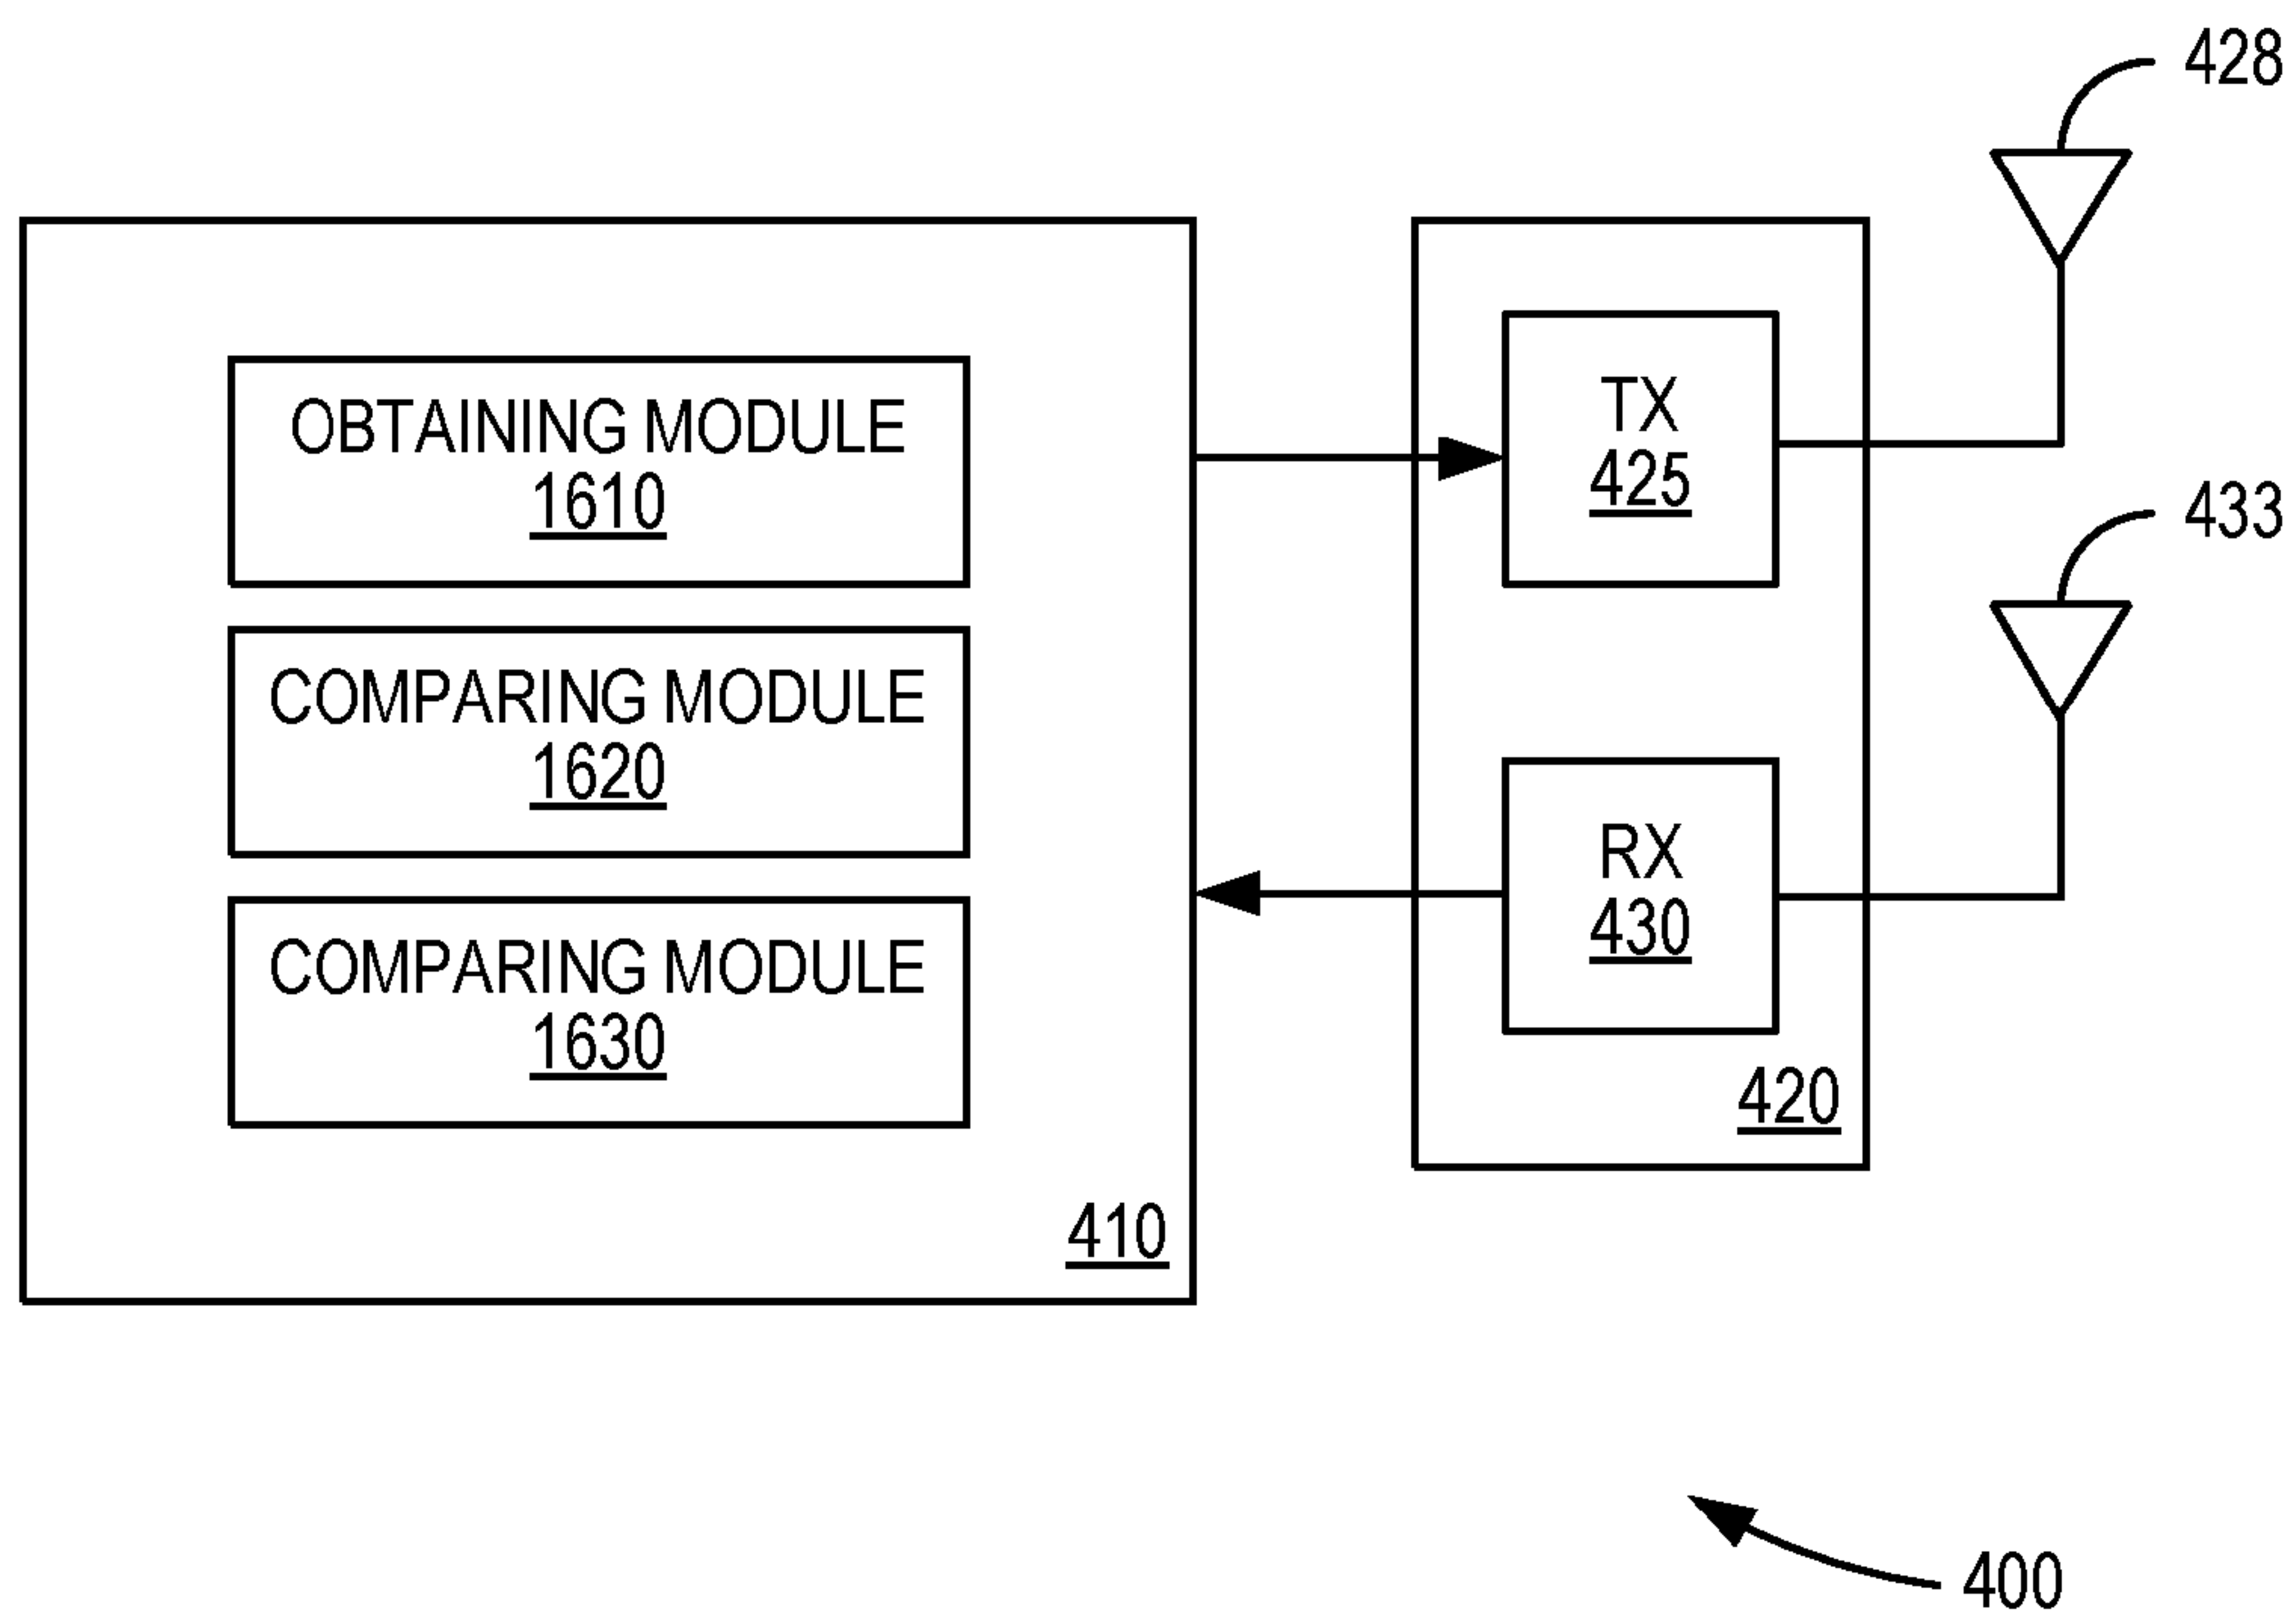 428
OBTAINING MODULE
1610
TX
425
433
COMPARING MODULE
1620
RX
430
COMPARING MODULE
1630
420
410
400